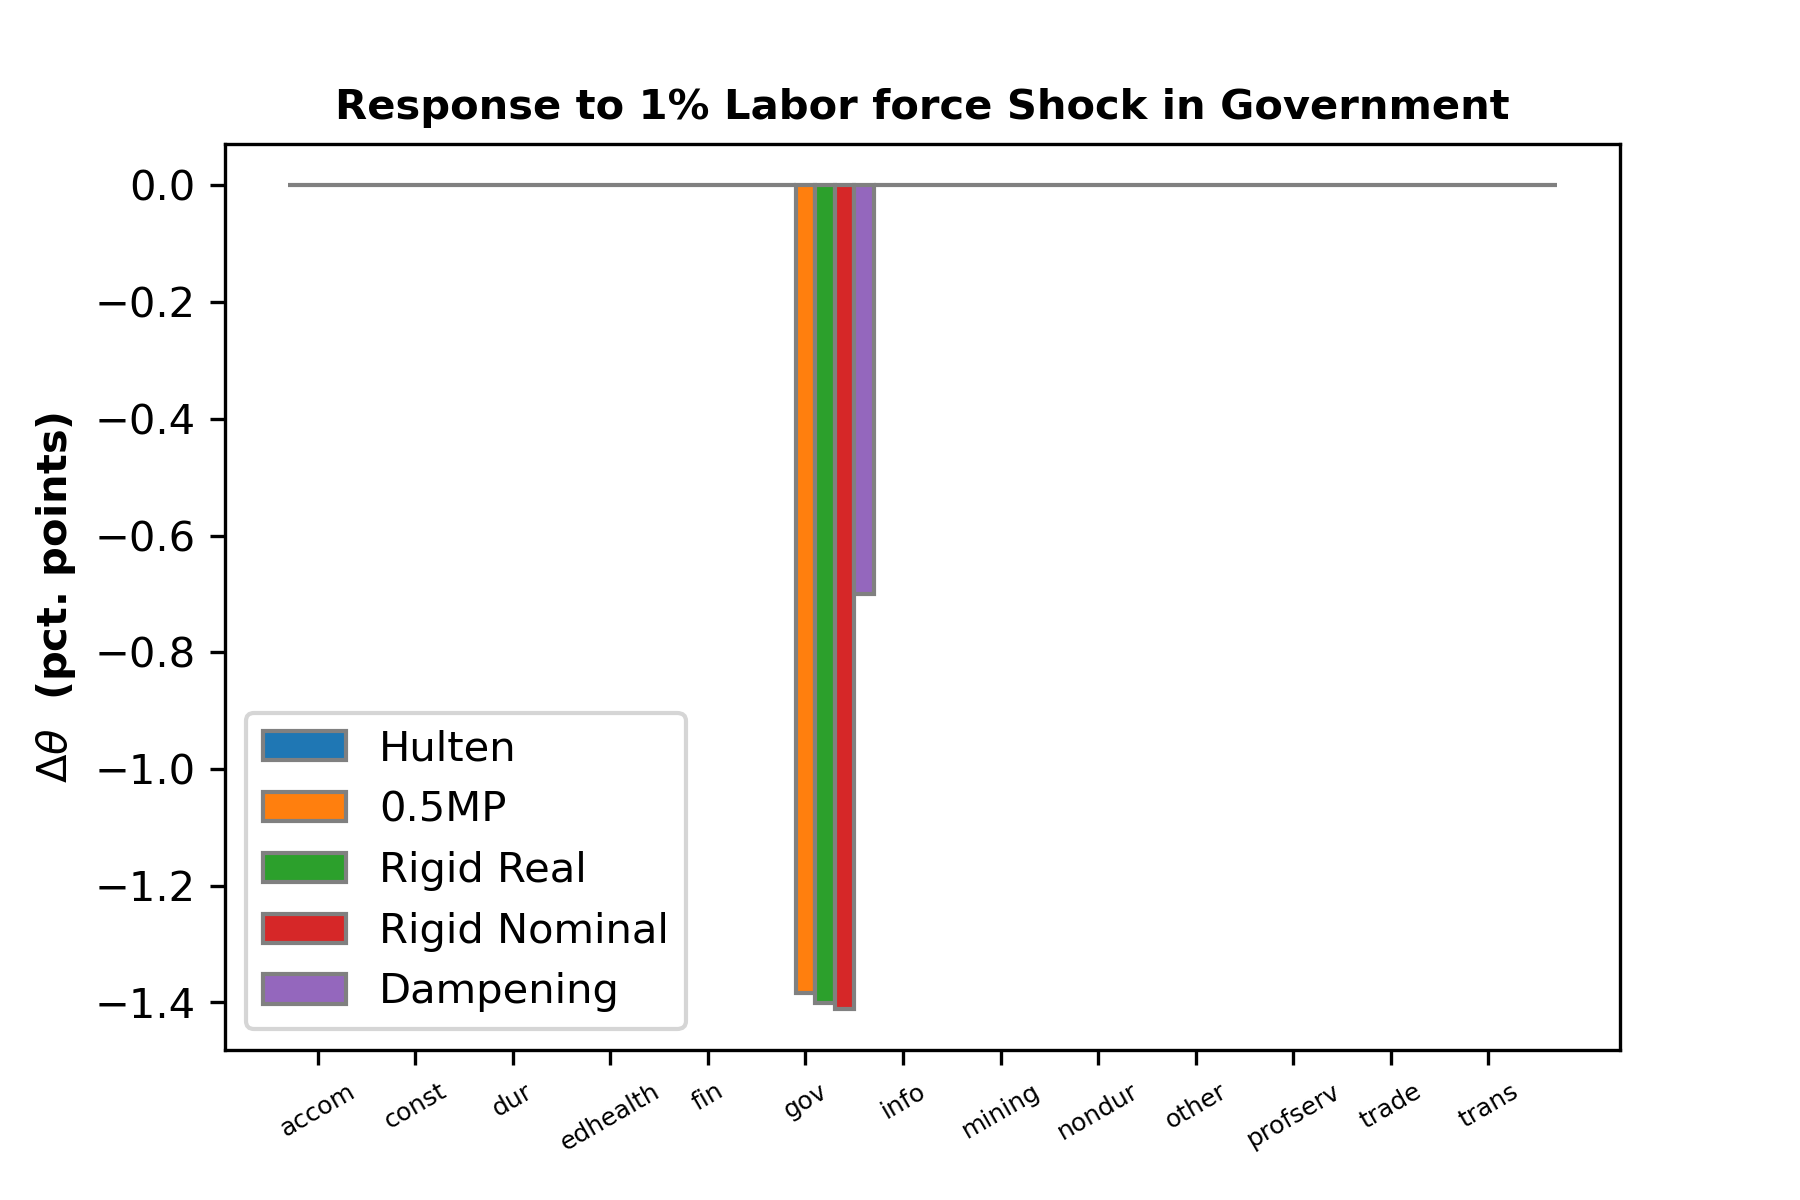 Response to 1% Labor force Shock in Government
Δθ (pct. points)
0.0
−0.2
−0.4
−0.6
−0.8
−1.0
−1.2
−1.4
Hulten
0.5MP
Rigid Real
Rigid Nominal
Dampening
accom const dur edhealth fin gov info mining nondur other profserv trade trans